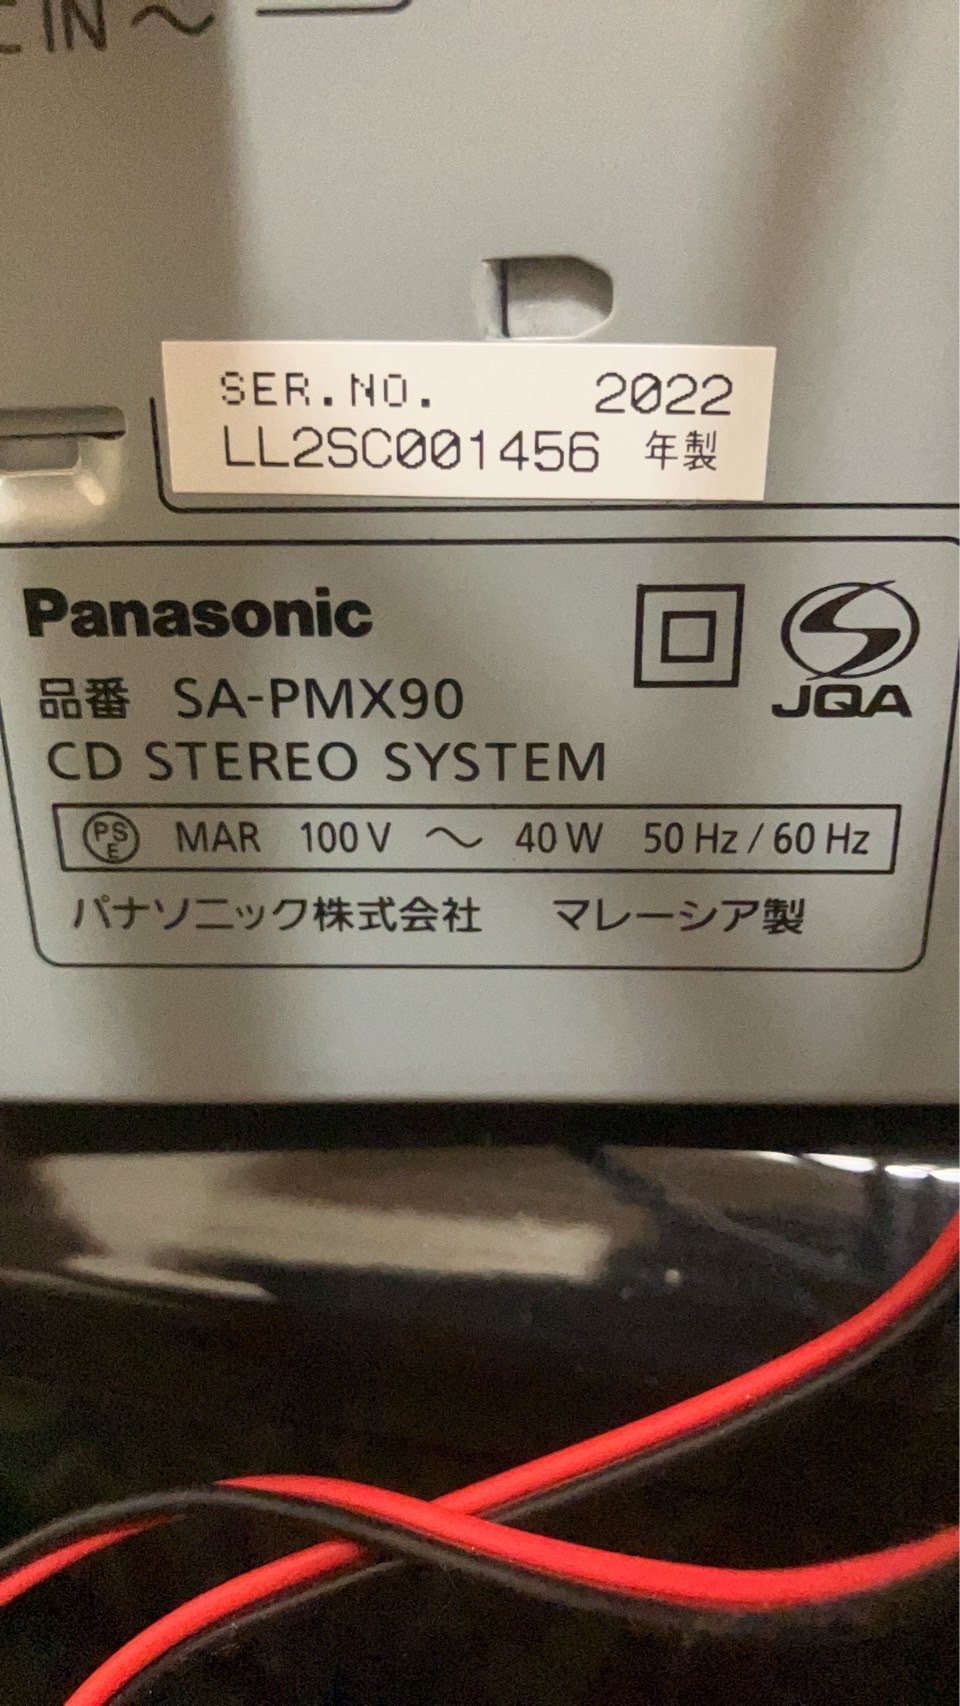 IN ～
SER.NO. 2022
LL2SC001456 年製
Panasonic
品番 SA-PMX90
JQA
CD STEREO SYSTEM
PSE MAR 100V ～ 40W 50Hz/60Hz
パナソニック株式会社 マレーシア製